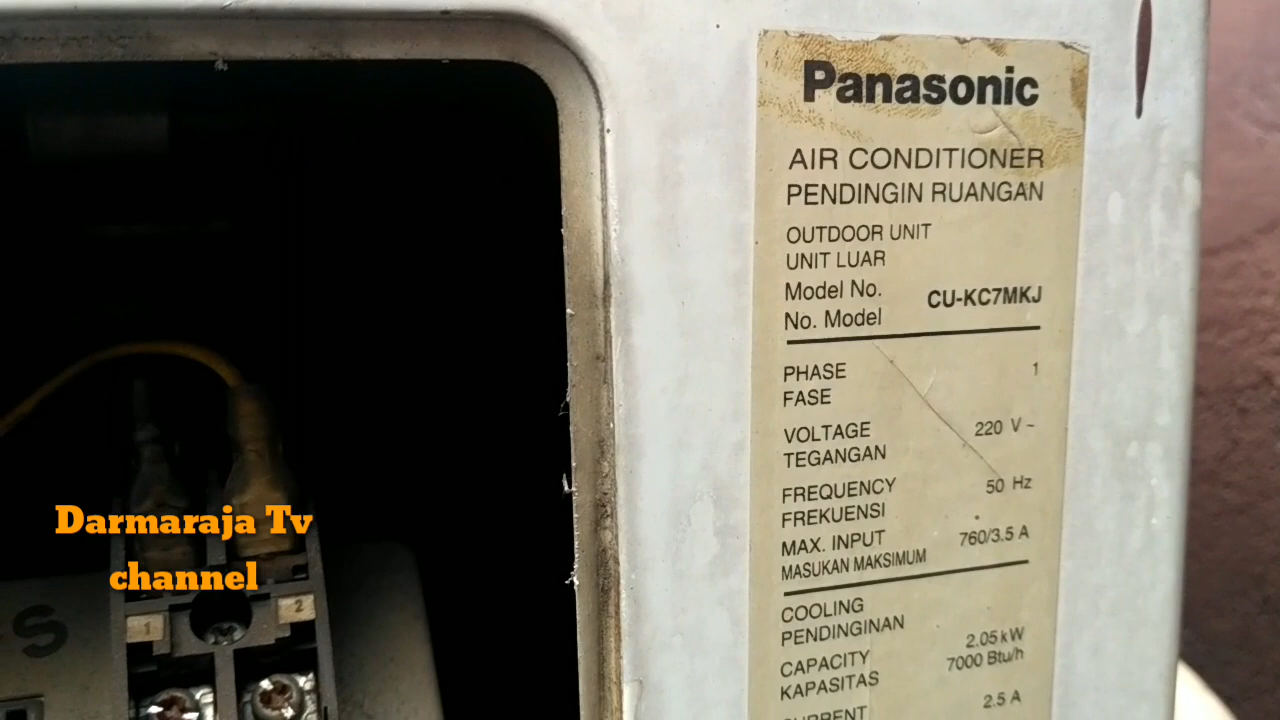 Panasonic
AIR CONDITIONER
PENDINGIN RUANGAN
OUTDOOR UNIT
UNIT LUAR
Model No.
No. Model CU-KC7MKJ
PHASE 1
FASE
VOLTAGE 220 V ~
TEGANGAN
FREQUENCY 50 Hz
FREKUENSI
MAX. INPUT 760/3.5 A
MASUKAN MAKSIMUM
COOLING
PENDINGINAN
CAPACITY 2.05 kW
KAPASITAS 7000 Btu/h
CURRENT 2.5 A
Darmaraja Tv
channel
1
2
S